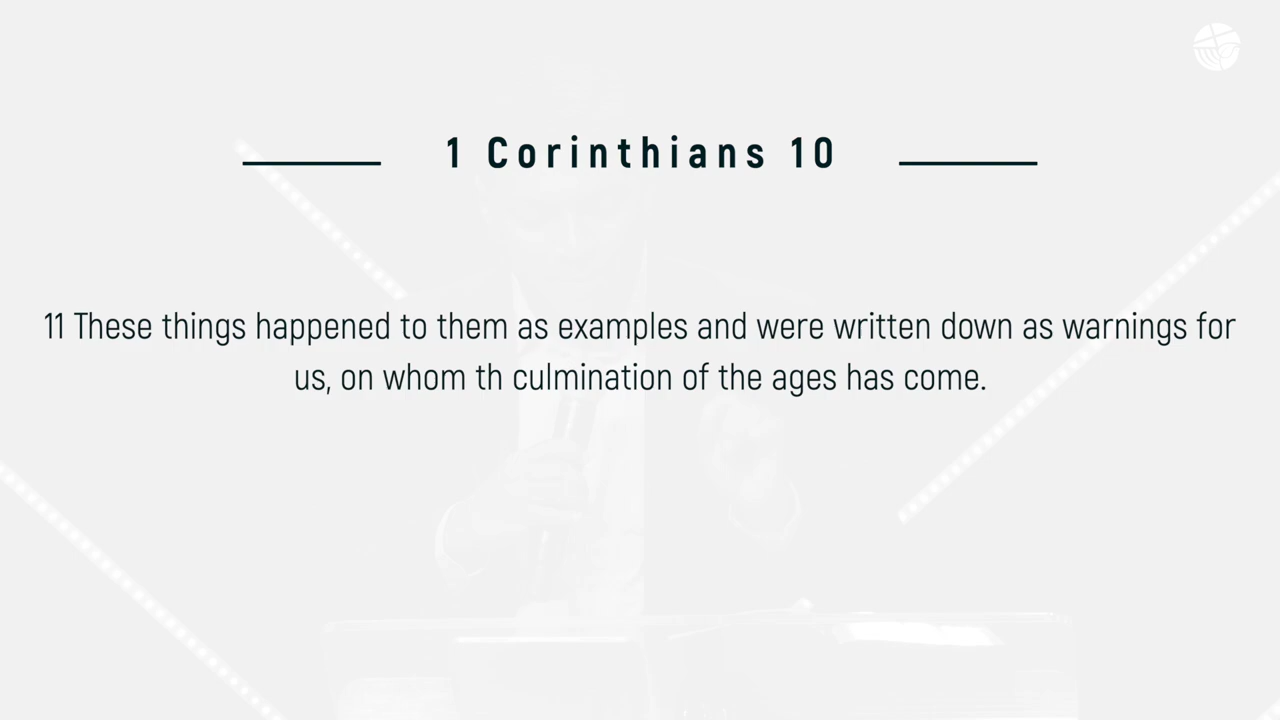 1 Corinthians 10
11 These things happened to them as examples and were written down as warnings for
us, on whom th culmination of the ages has come.